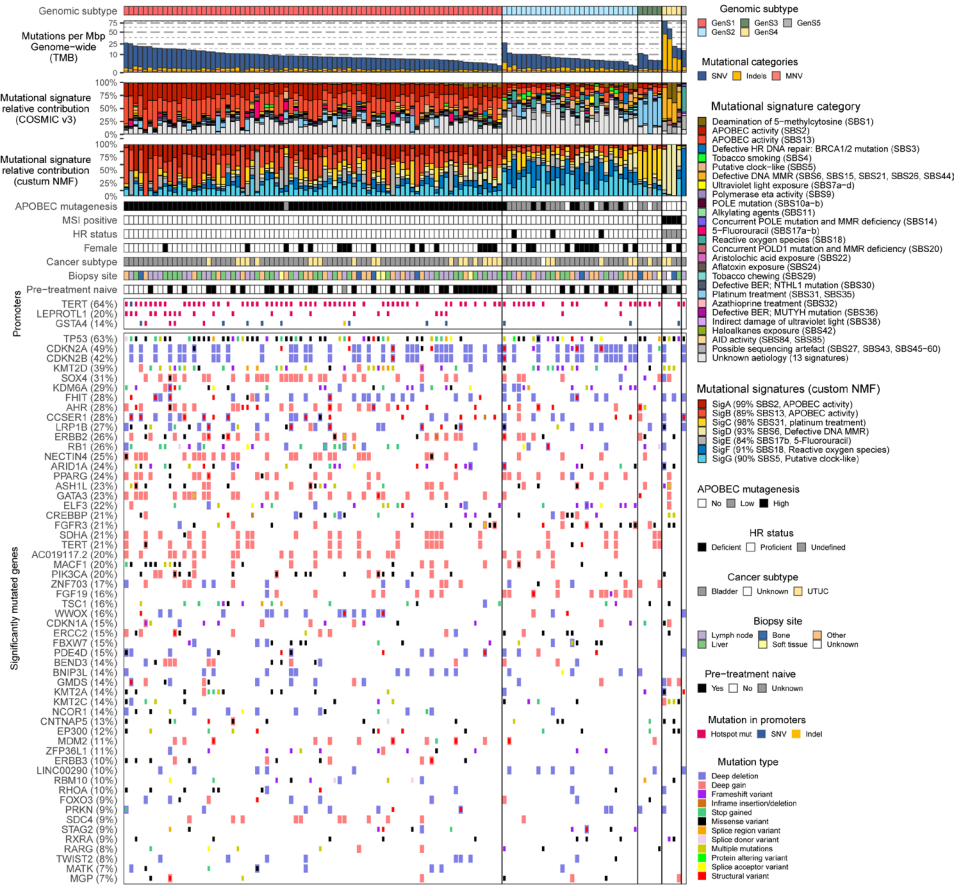 Genomic subtype
Genomic subtype
GenS1 GenS3 GenS5
GenS2 GenS4
Mutations per Mbp
Genome-wide
(TMB)
75
50
25
10
0
Mutational categories
SNV Indels MNV
Mutational signature
relative contribution
(COSMIC v3)
100%
75%
50%
25%
0%
Mutational signature
relative contribution
(custum NMF)
100%
75%
50%
25%
0%
APOBEC mutagenesis
MSI positive
HR status
Female
Cancer subtype
Biopsy site
Pre-treatment naive
Promoters
TERT (64%)
LEPROTL1 (20%)
GSTA4 (14%)
Significantly mutated genes
TP53 (63%)
CDKN2A (49%)
CDKN2B (42%)
KMT2D (39%)
SOX4 (31%)
KDM6A (29%)
FHIT (28%)
AHR (28%)
CCSER1 (28%)
LRP1B (27%)
ERBB2 (26%)
RB1 (26%)
NECTIN4 (25%)
ARID1A (24%)
PPARG (24%)
ASH1L (23%)
GATA3 (23%)
ELF3 (22%)
CREBBP (21%)
FGFR3 (21%)
SDHA (21%)
TERT (21%)
AC019117.2 (20%)
MACF1 (20%)
PIK3CA (20%)
ZNF703 (17%)
FGF19 (16%)
TSC1 (16%)
WWOX (16%)
CDKN1A (15%)
ERCC2 (15%)
FBXW7 (15%)
PDE4D (15%)
BEND3 (14%)
BNIP3L (14%)
GMDS (14%)
KMT2A (14%)
KMT2C (14%)
NCOR1 (14%)
CNTNAP5 (13%)
EP300 (12%)
MDM2 (11%)
ZFP36L1 (11%)
ERBB3 (11%)
LINC00290 (10%)
RBM10 (10%)
RHOA (10%)
FOXO3 (9%)
PRKN (9%)
SDC4 (9%)
STAG2 (9%)
RXRA (9%)
RARG (8%)
TWIST2 (8%)
MATK (7%)
MGP (7%)
Mutational signature category
Deamination of 5−methylcytosine (SBS1)
APOBEC activity (SBS2)
APOBEC activity (SBS13)
Defective HR DNA repair: BRCA1/2 mutation (SBS3)
Tobacco smoking (SBS4)
Putative clock−like (SBS5)
Defective DNA MMR (SBS6, SBS15, SBS21, SBS26, SBS44)
Ultraviolet light exposure (SBS7a−d)
Polymerase eta activity (SBS9)
POLE mutation (SBS10a−b)
Alkylating agents (SBS11)
Concurrent POLE mutation and MMR deficiency (SBS14)
5−Fluorouracil (SBS17a−b)
Reactive oxygen species (SBS18)
Concurrent POLD1 mutation and MMR deficiency (SBS20)
Aristolochic acid exposure (SBS22)
Aflatoxin exposure (SBS24)
Tobacco chewing (SBS29)
Defective BER; NTHL1 mutation (SBS30)
Platinum treatment (SBS31, SBS35)
Azathioprine treatment (SBS32)
Defective BER; MUTYH mutation (SBS36)
Indirect damage of ultraviolet light (SBS38)
Haloalkanes exposure (SBS42)
AID activity (SBS84, SBS85)
Possible sequencing artefact (SBS27, SBS43, SBS45−60)
Unknown aetiology (13 signatures)
Mutational signatures (custom NMF)
SigA (99% SBS2, APOBEC activity)
SigB (89% SBS13, APOBEC activity)
SigC (98% SBS31, platinum treatment)
SigD (93% SBS6, Defective DNA MMR)
SigE (84% SBS17b, 5-Fluorouracil)
SigF (91% SBS18, Reactive oxygen species)
SigG (90% SBS5, Putative clock-like)
APOBEC mutagenesis
No Low High
HR status
Deficient Proficient Undefined
Cancer subtype
Bladder Unknown UTUC
Biopsy site
Lymph node Bone Other
Liver Soft tissue Unknown
Pre−treatment naive
Yes No Unknown
Mutation in promoters
Hotspot mut SNV Indel
Mutation type
Deep deletion
Deep gain
Frameshift variant
Inframe insertion/deletion
Stop gained
Missense variant
Splice region variant
Splice donor variant
Multiple mutations
Protein altering variant
Splice acceptor variant
Structural variant